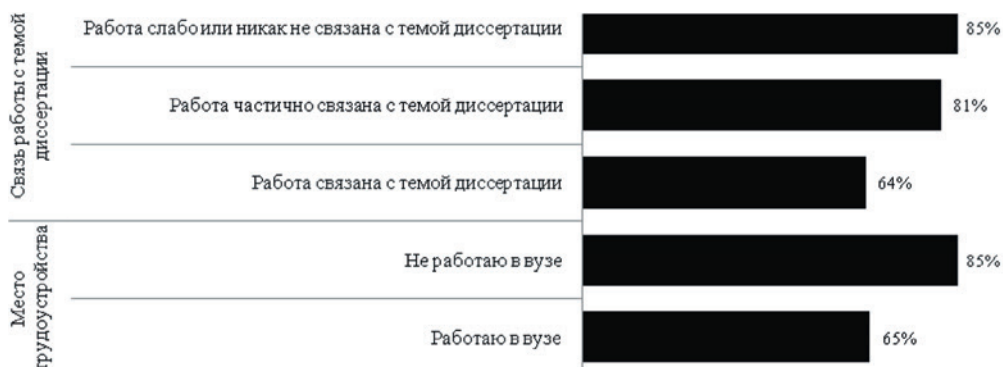 Связь работы с темой
диссертации
Работа слабо или никак не связана с темой диссертации
85%
Работа частично связана с темой диссертации
81%
Работа связана с темой диссертации
64%
Место
трудоустройства
Не работаю в вузе
85%
Работаю в вузе
65%